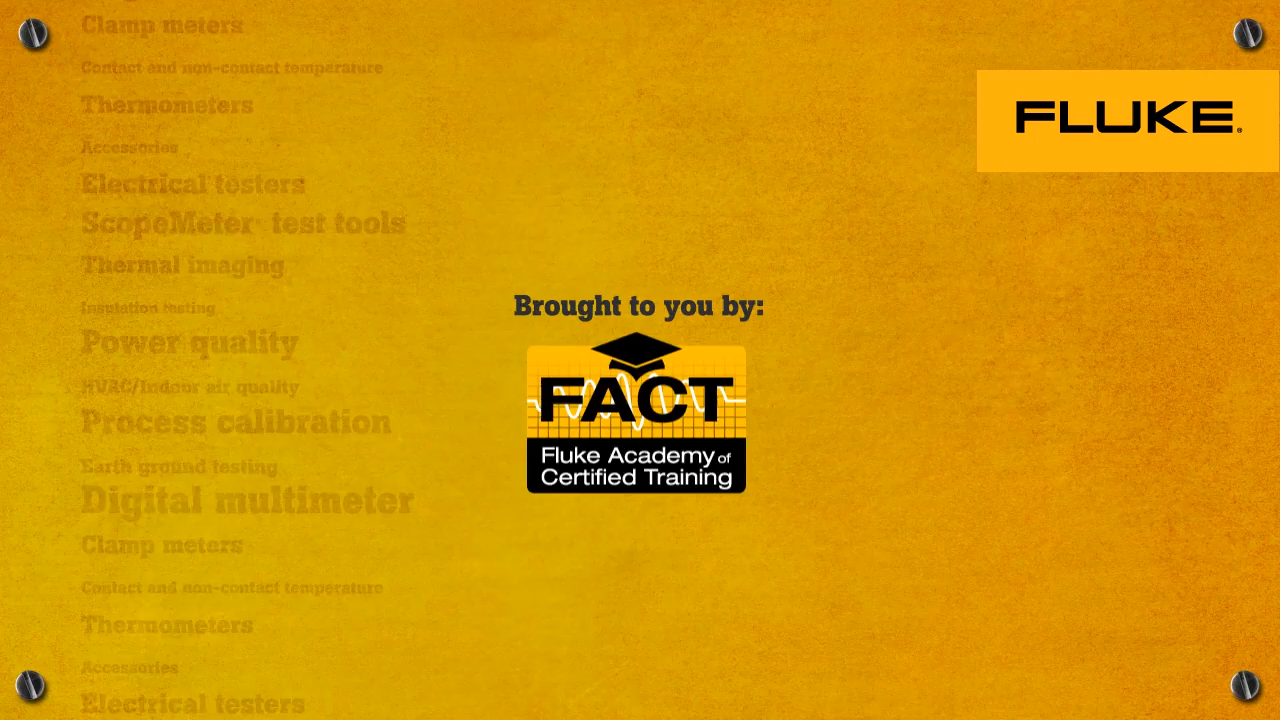 Clamp meters
Contact and non-contact temperature
Thermometers
Accessories
Electrical testers
ScopeMeter® test tools
Thermal imaging
Insulation testing
Power quality
HVAC/Indoor air quality
Process calibration
Earth ground testing
Digital multimeter
Clamp meters
Contact and non-contact temperature
Thermometers
Accessories
Electrical testers
FLUKE®
Brought to you by:
FACT
Fluke Academy of
Certified Training